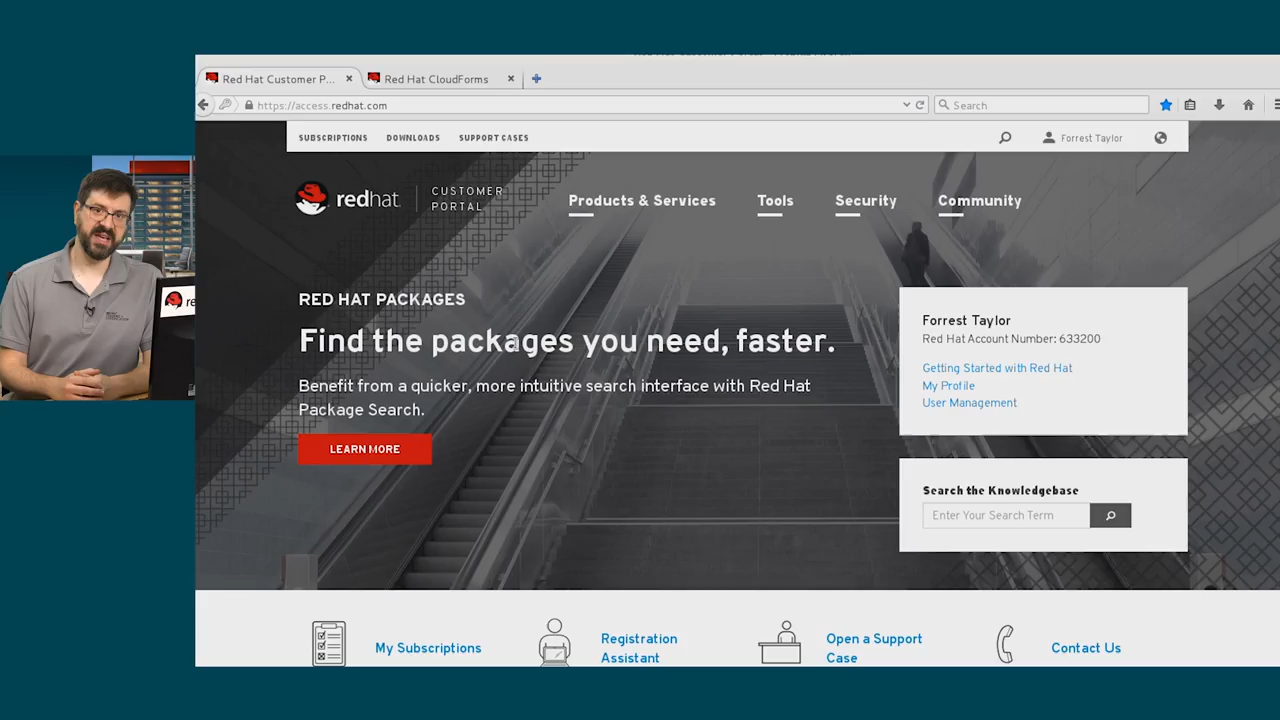 Red Hat Customer P...
Red Hat CloudForms
https://access.redhat.com
Search
SUBSCRIPTIONS DOWNLOADS SUPPORT CASES
Forrest Taylor
redhat.
CUSTOMER
PORTAL
Products & Services Tools Security Community
RED HAT PACKAGES
Find the packages you need, faster.
Benefit from a quicker, more intuitive search interface with Red Hat
Package Search.
LEARN MORE
Forrest Taylor
Red Hat Account Number: 633200
Getting Started with Red Hat
My Profile
User Management
Search the Knowledgebase
Enter Your Search Term
My Subscriptions
Registration
Assistant
Open a Support
Case
Contact Us
re